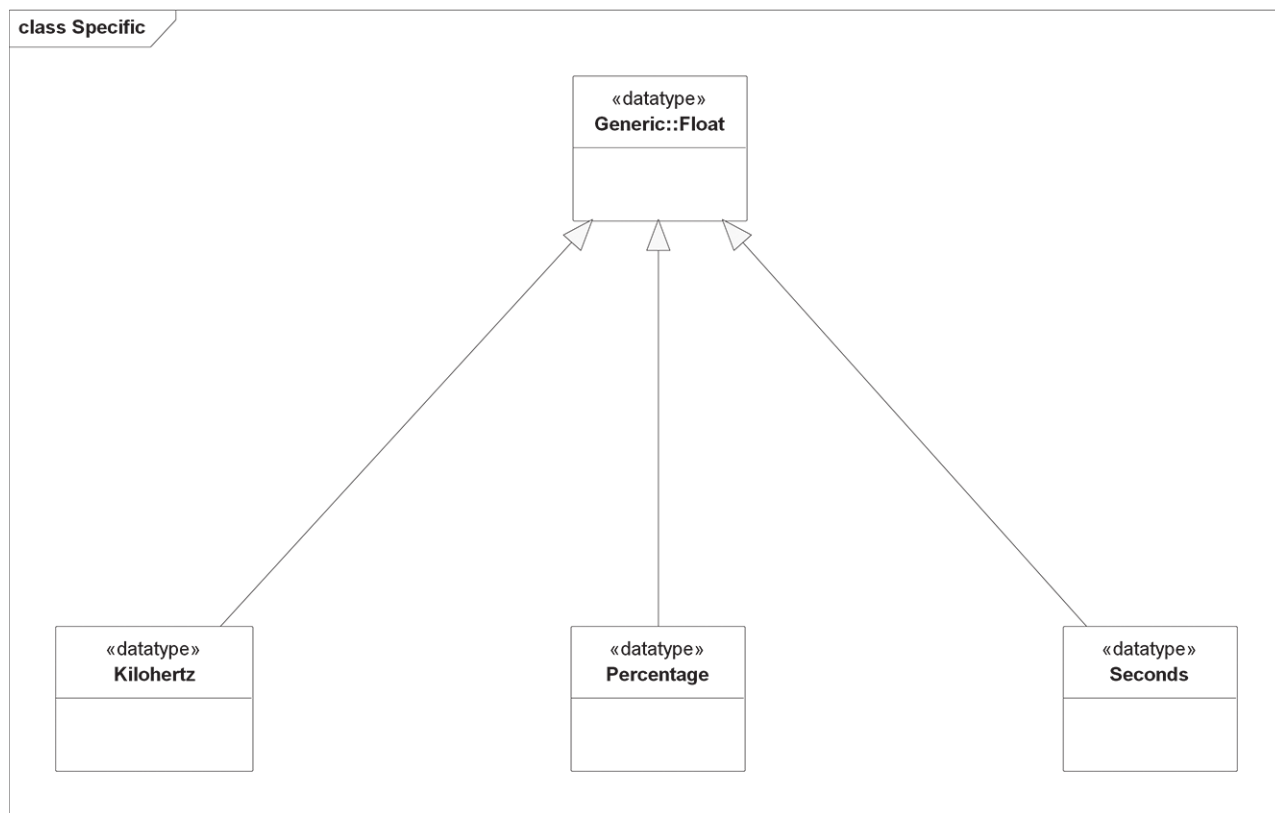 class Specific
«datatype»
Generic::Float
«datatype»
Kilohertz
«datatype»
Percentage
«datatype»
Seconds